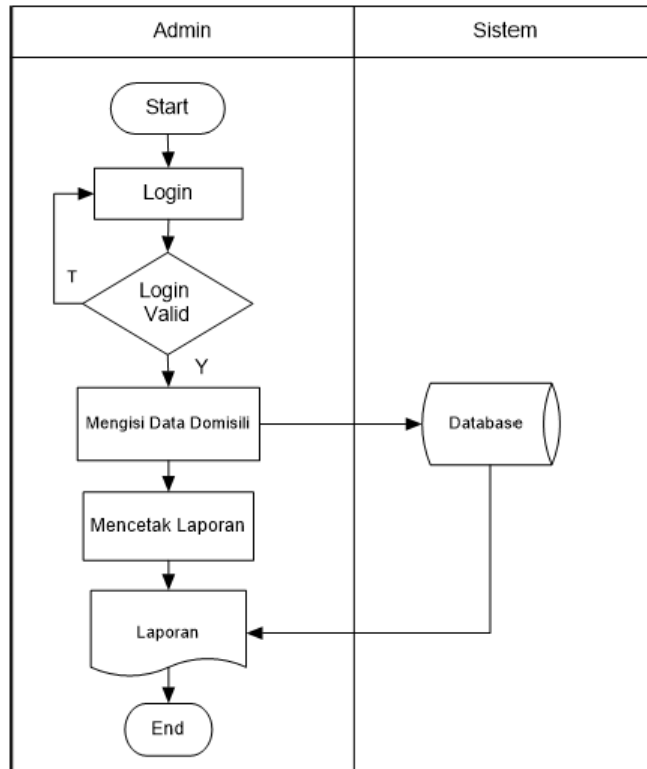 Admin
Sistem
Start
Login
T
Login
Valid
Y
Mengisi Data Domisili
Database
Mencetak Laporan
Laporan
End